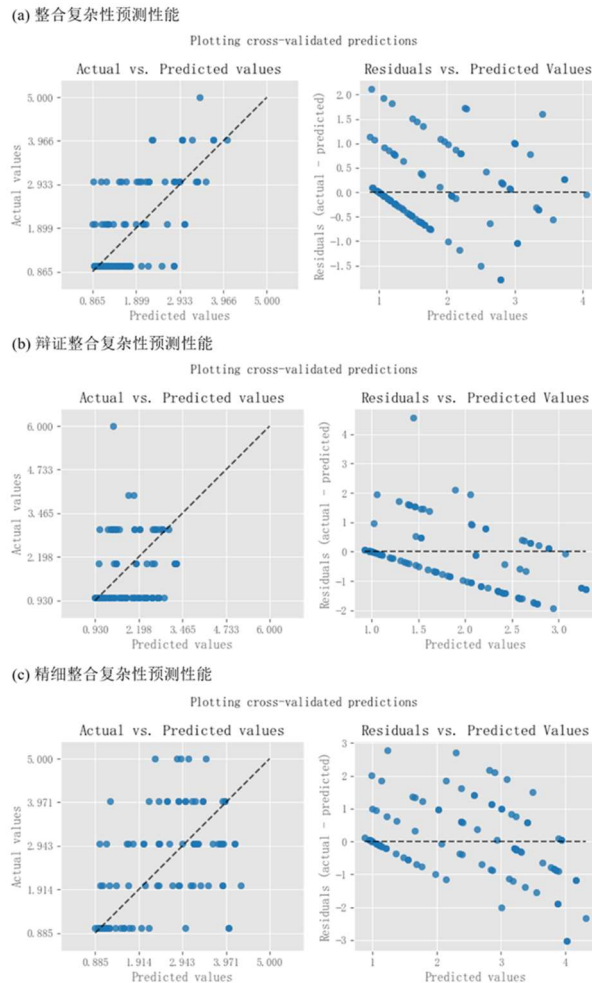 (a) 整合复杂性预测性能
Plotting cross-validated predictions
Actual vs. Predicted values
Residuals vs. Predicted Values
Actual values
5.000
3.966
2.933
1.899
0.865
0.865 1.899 2.933 3.966 5.000
Predicted values
Residuals (actual - predicted)
2.0
1.5
1.0
0.5
0.0
-0.5
-1.0
-1.5
1 2 3 4
Predicted values
(b) 辩证整合复杂性预测性能
Plotting cross-validated predictions
Actual vs. Predicted values
Residuals vs. Predicted Values
Actual values
6.000
4.733
3.465
2.198
0.930
0.930 2.198 3.465 4.733 6.000
Predicted values
Residuals (actual - predicted)
4
3
2
1
0
-1
-2
1.0 1.5 2.0 2.5 3.0
Predicted values
(c) 精细整合复杂性预测性能
Plotting cross-validated predictions
Actual vs. Predicted values
Residuals vs. Predicted Values
Actual values
5.000
3.971
2.943
1.914
0.885
0.885 1.914 2.943 3.971 5.000
Predicted values
Residuals (actual - predicted)
3
2
1
0
-1
-2
-3
1 2 3 4
Predicted values